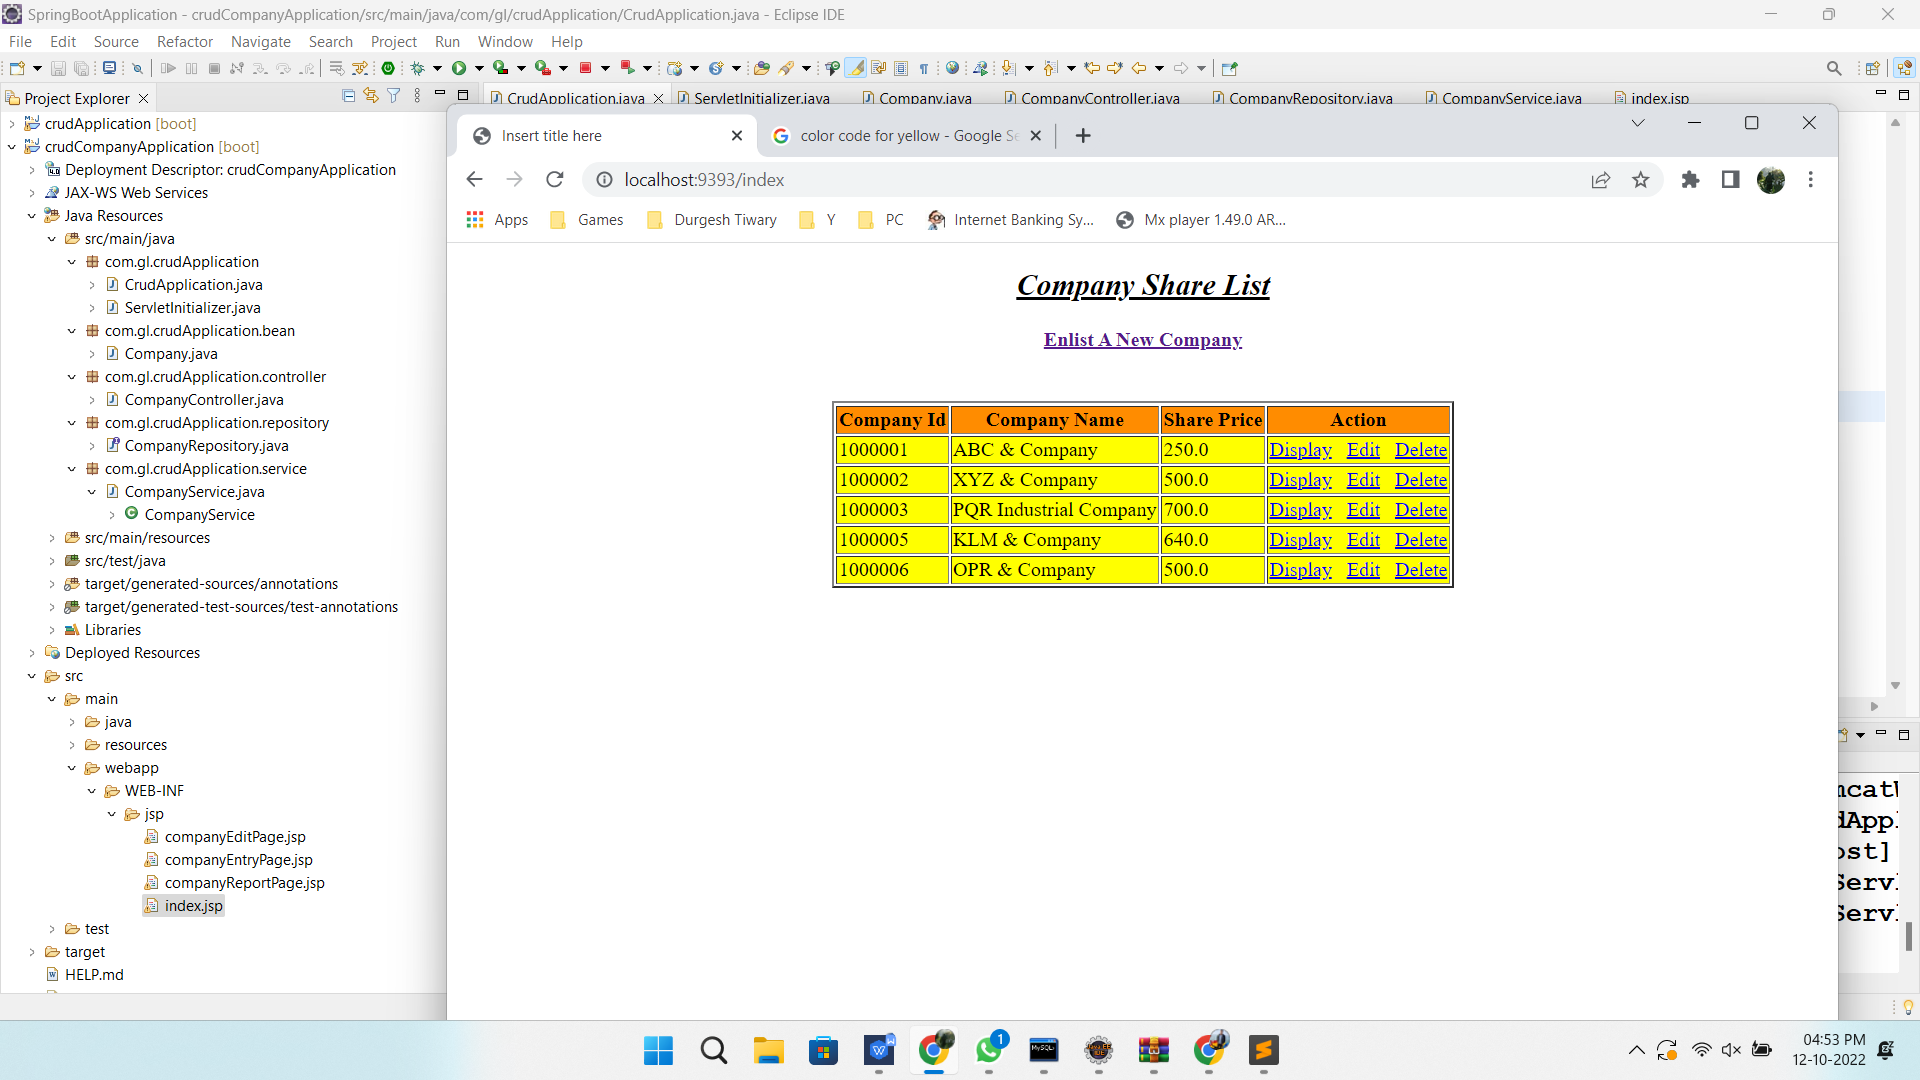 SpringBootApplication - crudCompanyApplication/src/main/java/com/gl/crudApplication/CrudApplication.java - Eclipse IDE
File Edit Source Refactor Navigate Search Project Run Window Help
Project Explorer
CrudApplication.java ServletInitializer.java Company.java CompanyController.java CompanyRepository.java CompanyService.java index.jsp
crudApplication [boot]
crudCompanyApplication [boot]
Deployment Descriptor: crudCompanyApplication
JAX-WS Web Services
Java Resources
src/main/java
com.gl.crudApplication
CrudApplication.java
ServletInitializer.java
com.gl.crudApplication.bean
Company.java
com.gl.crudApplication.controller
CompanyController.java
com.gl.crudApplication.repository
CompanyRepository.java
com.gl.crudApplication.service
CompanyService.java
CompanyService
src/main/resources
src/test/java
target/generated-sources/annotations
target/generated-test-sources/test-annotations
Libraries
Deployed Resources
src
main
java
resources
webapp
WEB-INF
jsp
companyEditPage.jsp
companyEntryPage.jsp
companyReportPage.jsp
index.jsp
test
target
HELP.md
Insert title here
color code for yellow - Google Se
localhost:9393/index
Apps Games Durgesh Tiwary Y PC Internet Banking Sy... Mx player 1.49.0 AR...
Company Share List
Enlist A New Company
Company Id Company Name Share Price Action
1000001 ABC & Company 250.0 Display Edit Delete
1000002 XYZ & Company 500.0 Display Edit Delete
1000003 PQR Industrial Company 700.0 Display Edit Delete
1000005 KLM & Company 640.0 Display Edit Delete
1000006 OPR & Company 500.0 Display Edit Delete
ost]
1
04:53 PM
12-10-2022